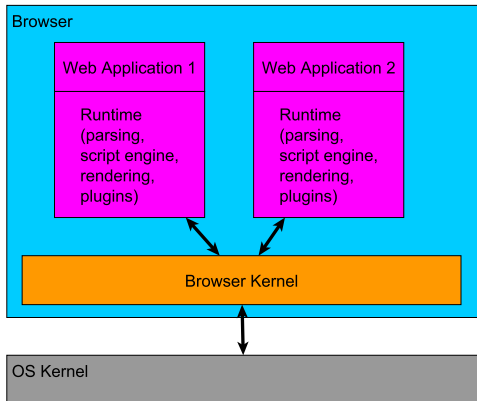 Browser
Web Application 1
Runtime
(parsing,
script engine,
rendering,
plugins)
Web Application 2
Runtime
(parsing,
script engine,
rendering,
plugins)
Browser Kernel
OS Kernel